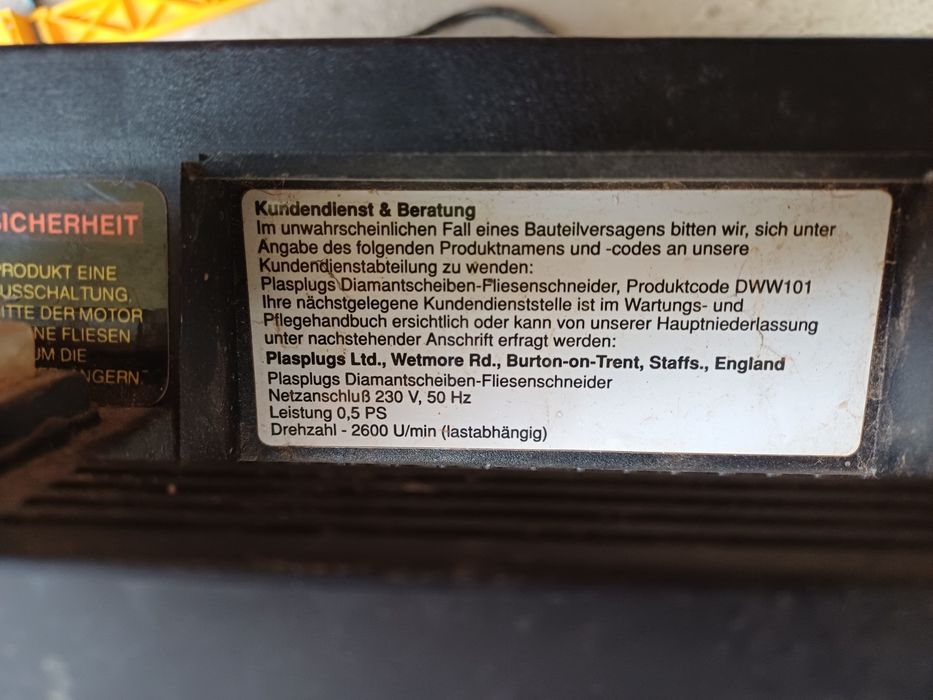 SICHERHEIT
PRODUKT EINE
AUSSCHALTUNG.
BITTE DER MOTOR
NE FLIESEN
UM DIE
NGERN.
Kundendienst & Beratung
Im unwahrscheinlichen Fall eines Bauteilversagens bitten wir, sich unter
Angabe des folgenden Produktnamens und -codes an unsere
Kundendienstabteilung zu wenden:
Plasplugs Diamantscheiben-Fliesenschneider, Produktcode DWW101
Ihre nächstgelegene Kundendienststelle ist im Wartungs- und
Pflegehandbuch ersichtlich oder kann von unserer Hauptniederlassung
unter nachstehender Anschrift erfragt werden:
Plasplugs Ltd., Wetmore Rd., Burton-on-Trent, Staffs., England
Plasplugs Diamantscheiben-Fliesenschneider
Netzanschluß 230 V, 50 Hz
Leistung 0,5 PS
Drehzahl - 2600 U/min (lastabhängig)